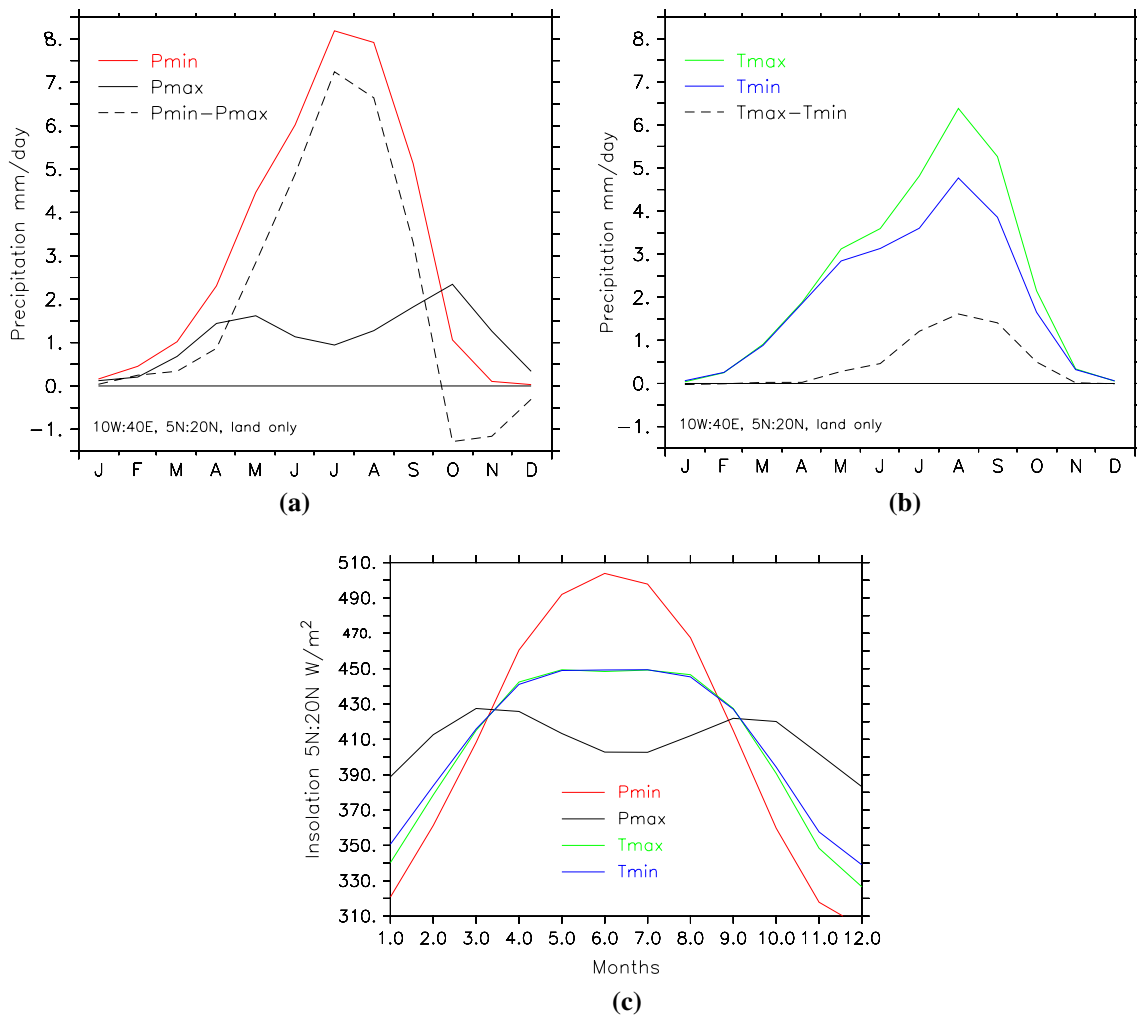 8.
7.
6.
5.
4.
3.
2.
1.
0.
−1.
Precipitation mm/day
Pmin
Pmax
Pmin−Pmax
10W:40E, 5N:20N, land only
J F M A M J J A S O N D
(a)
8.
7.
6.
5.
4.
3.
2.
1.
0.
−1.
Precipitation mm/day
Tmax
Tmin
Tmax−Tmin
10W:40E, 5N:20N, land only
J F M A M J J A S O N D
(b)
510.
490.
470.
450.
430.
410.
390.
370.
350.
330.
310.
Insolation 5N:20N W/m²
Pmin
Pmax
Tmax
Tmin
1.0 2.0 3.0 4.0 5.0 6.0 7.0 8.0 9.0 10.0 11.0 12.0
Months
(c)